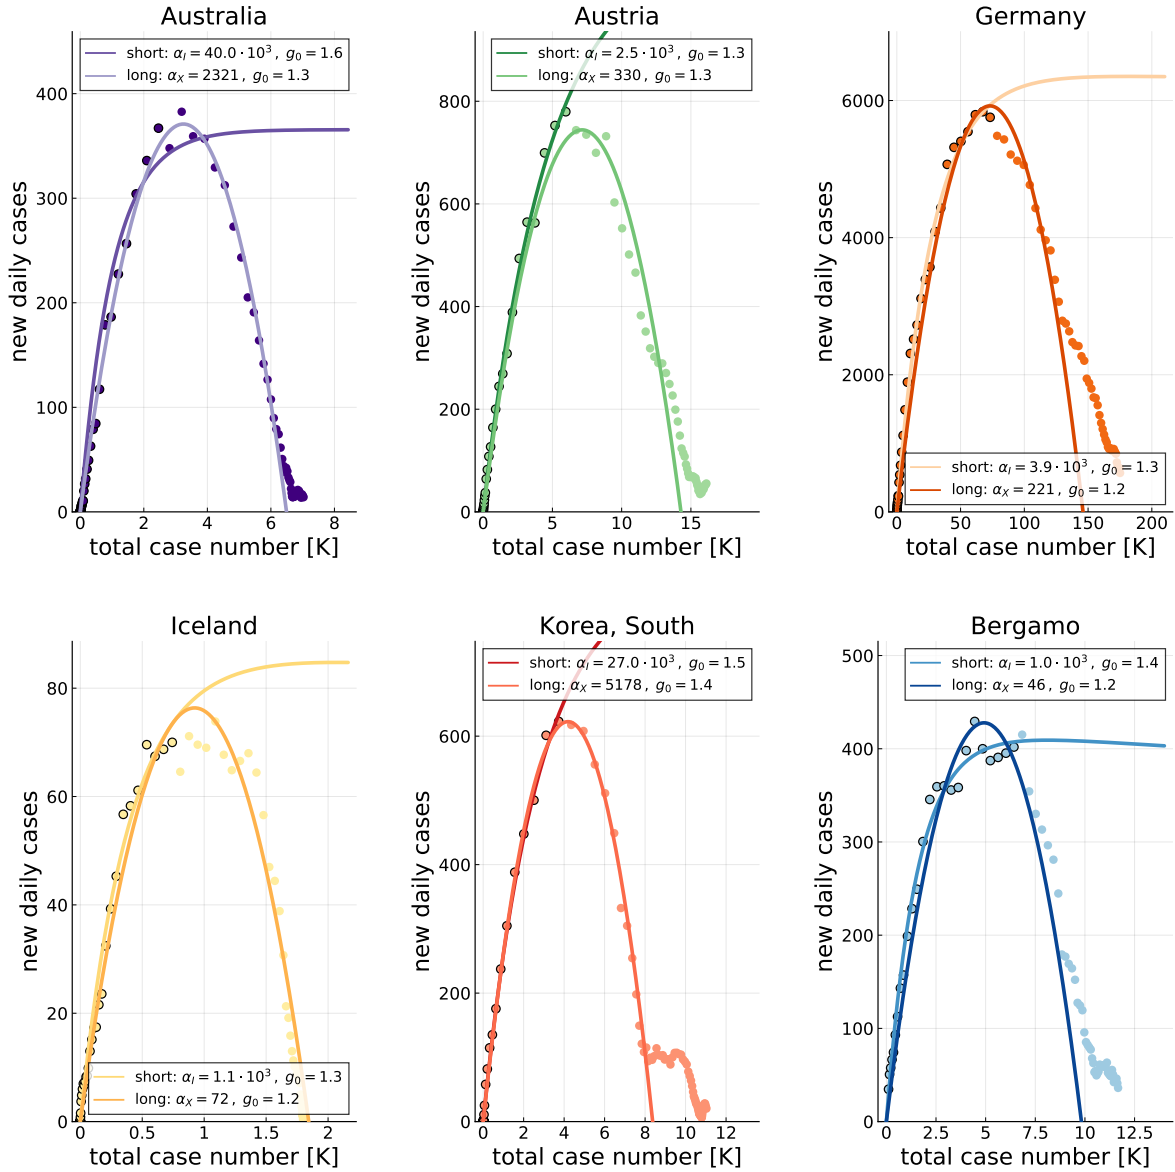 Australia
short: α_I = 40.0 · 10³ , g₀ = 1.6
long: α_X = 2321 , g₀ = 1.3
400
300
200
100
0
new daily cases
0 2 4 6 8
total case number [K]
Austria
short: α_I = 2.5 · 10³ , g₀ = 1.3
long: α_X = 330 , g₀ = 1.3
800
600
400
200
0
new daily cases
0 5 10 15
total case number [K]
Germany
6000
4000
2000
0
new daily cases
short: α_I = 3.9 · 10³ , g₀ = 1.3
long: α_X = 221 , g₀ = 1.2
0 50 100 150 200
total case number [K]
Iceland
80
60
40
20
0
new daily cases
short: α_I = 1.1 · 10³ , g₀ = 1.3
long: α_X = 72 , g₀ = 1.2
0 0.5 1 1.5 2
total case number [K]
Korea, South
short: α_I = 27.0 · 10³ , g₀ = 1.5
long: α_X = 5178 , g₀ = 1.4
600
400
200
0
new daily cases
0 2 4 6 8 10 12
total case number [K]
Bergamo
short: α_I = 1.0 · 10³ , g₀ = 1.4
long: α_X = 46 , g₀ = 1.2
500
400
300
200
100
0
new daily cases
0 2.5 5 7.5 10 12.5
total case number [K]